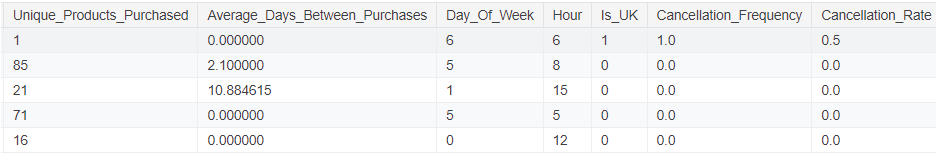 Unique_Products_Purchased Average_Days_Between_Purchases Day_Of_Week Hour Is_UK Cancellation_Frequency Cancellation_Rate
1 0.000000 6 6 1 1.0 0.5
85 2.100000 5 8 0 0.0 0.0
21 10.884615 1 15 0 0.0 0.0
71 0.000000 5 5 0 0.0 0.0
16 0.000000 0 12 0 0.0 0.0